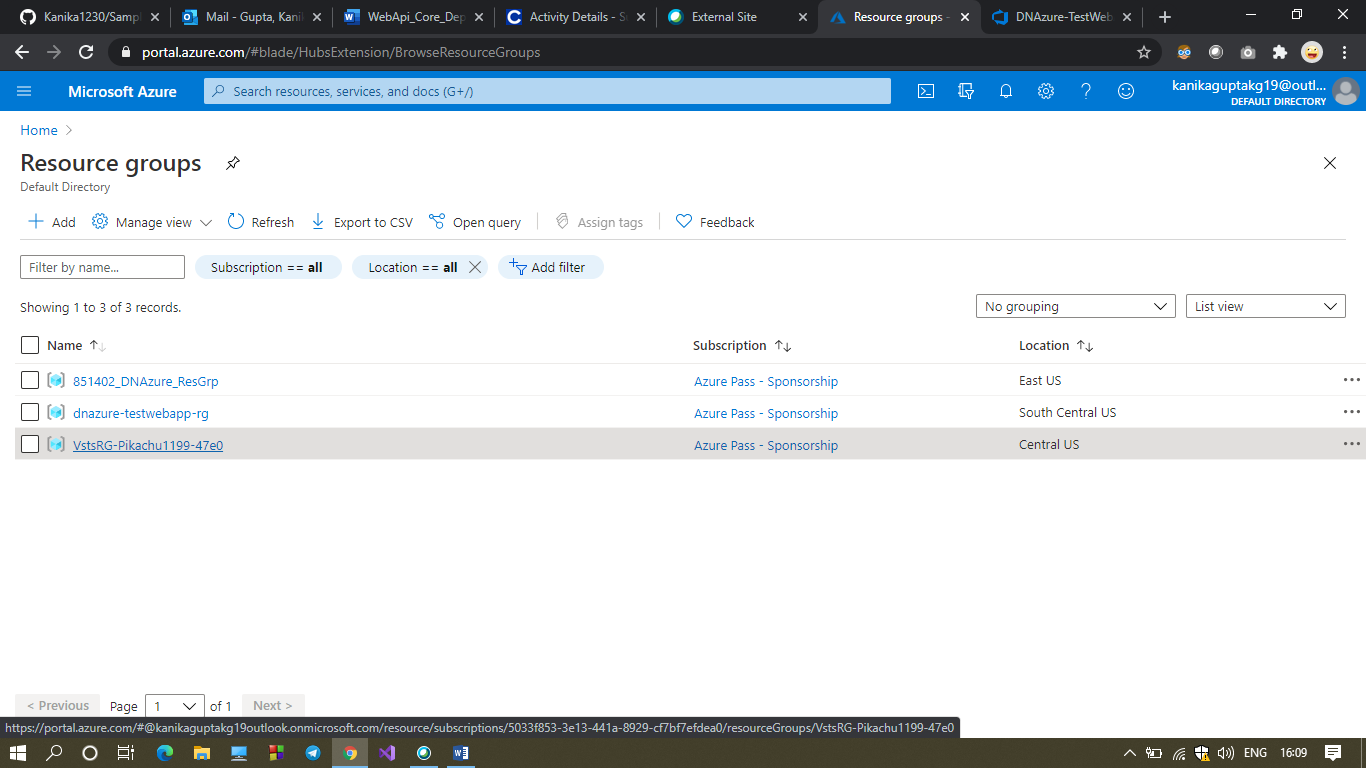 Kanika1230/Samp
Mail - Gupta, Kani
WebApi_Core_Dep
Activity Details - S
External Site
Resource groups -
DNAzure-TestWeb
portal.azure.com/#blade/HubsExtension/BrowseResourceGroups
Microsoft Azure
Search resources, services, and docs (G+/)
kanikaguptakg19@outl...
DEFAULT DIRECTORY
Home
Resource groups
Default Directory
Add
Manage view
Refresh
Export to CSV
Open query
Assign tags
Feedback
Filter by name...
Subscription == all
Location == all
Add filter
Showing 1 to 3 of 3 records.
No grouping
List view
Name
Subscription
Location
851402_DNAzure_ResGrp
Azure Pass - Sponsorship
East US
dnazure-testwebapp-rg
Azure Pass - Sponsorship
South Central US
VstsRG-Pikachu1199-47e0
Azure Pass - Sponsorship
Central US
< Previous
Page
1
of 1
Next >
https://portal.azure.com/#@kanikaguptakg19outlook.onmicrosoft.com/resource/subscriptions/5033f853-3e13-441a-8929-cf7bf7efdea0/resourceGroups/VstsRG-Pikachu1199-47e0
ENG
16:09